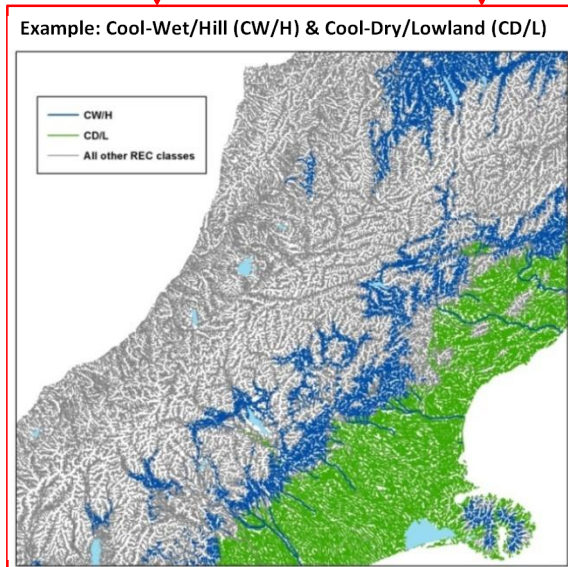 Example: Cool-Wet/Hill (CW/H) & Cool-Dry/Lowland (CD/L)
CW/H
CD/L
All other REC classes